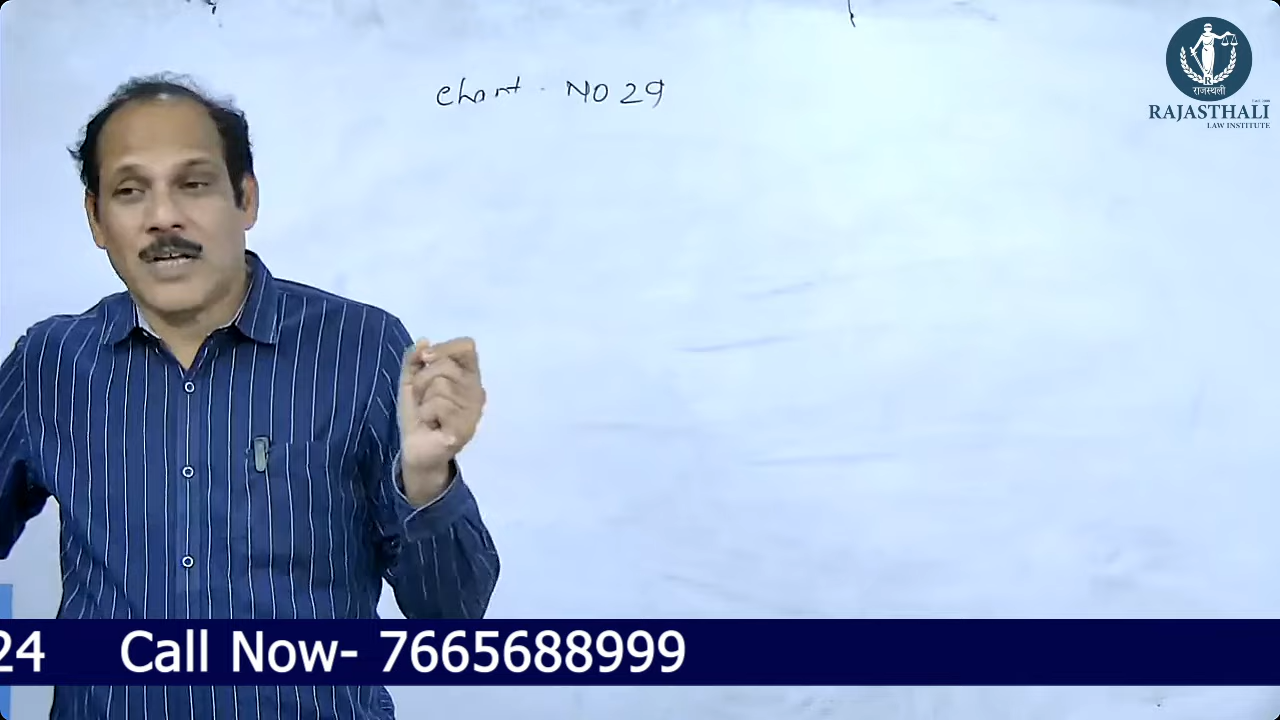 Chart - NO 29
राजस्थली
RAJASTHALI
LAW INSTITUTE
24 Call Now- 7665688999